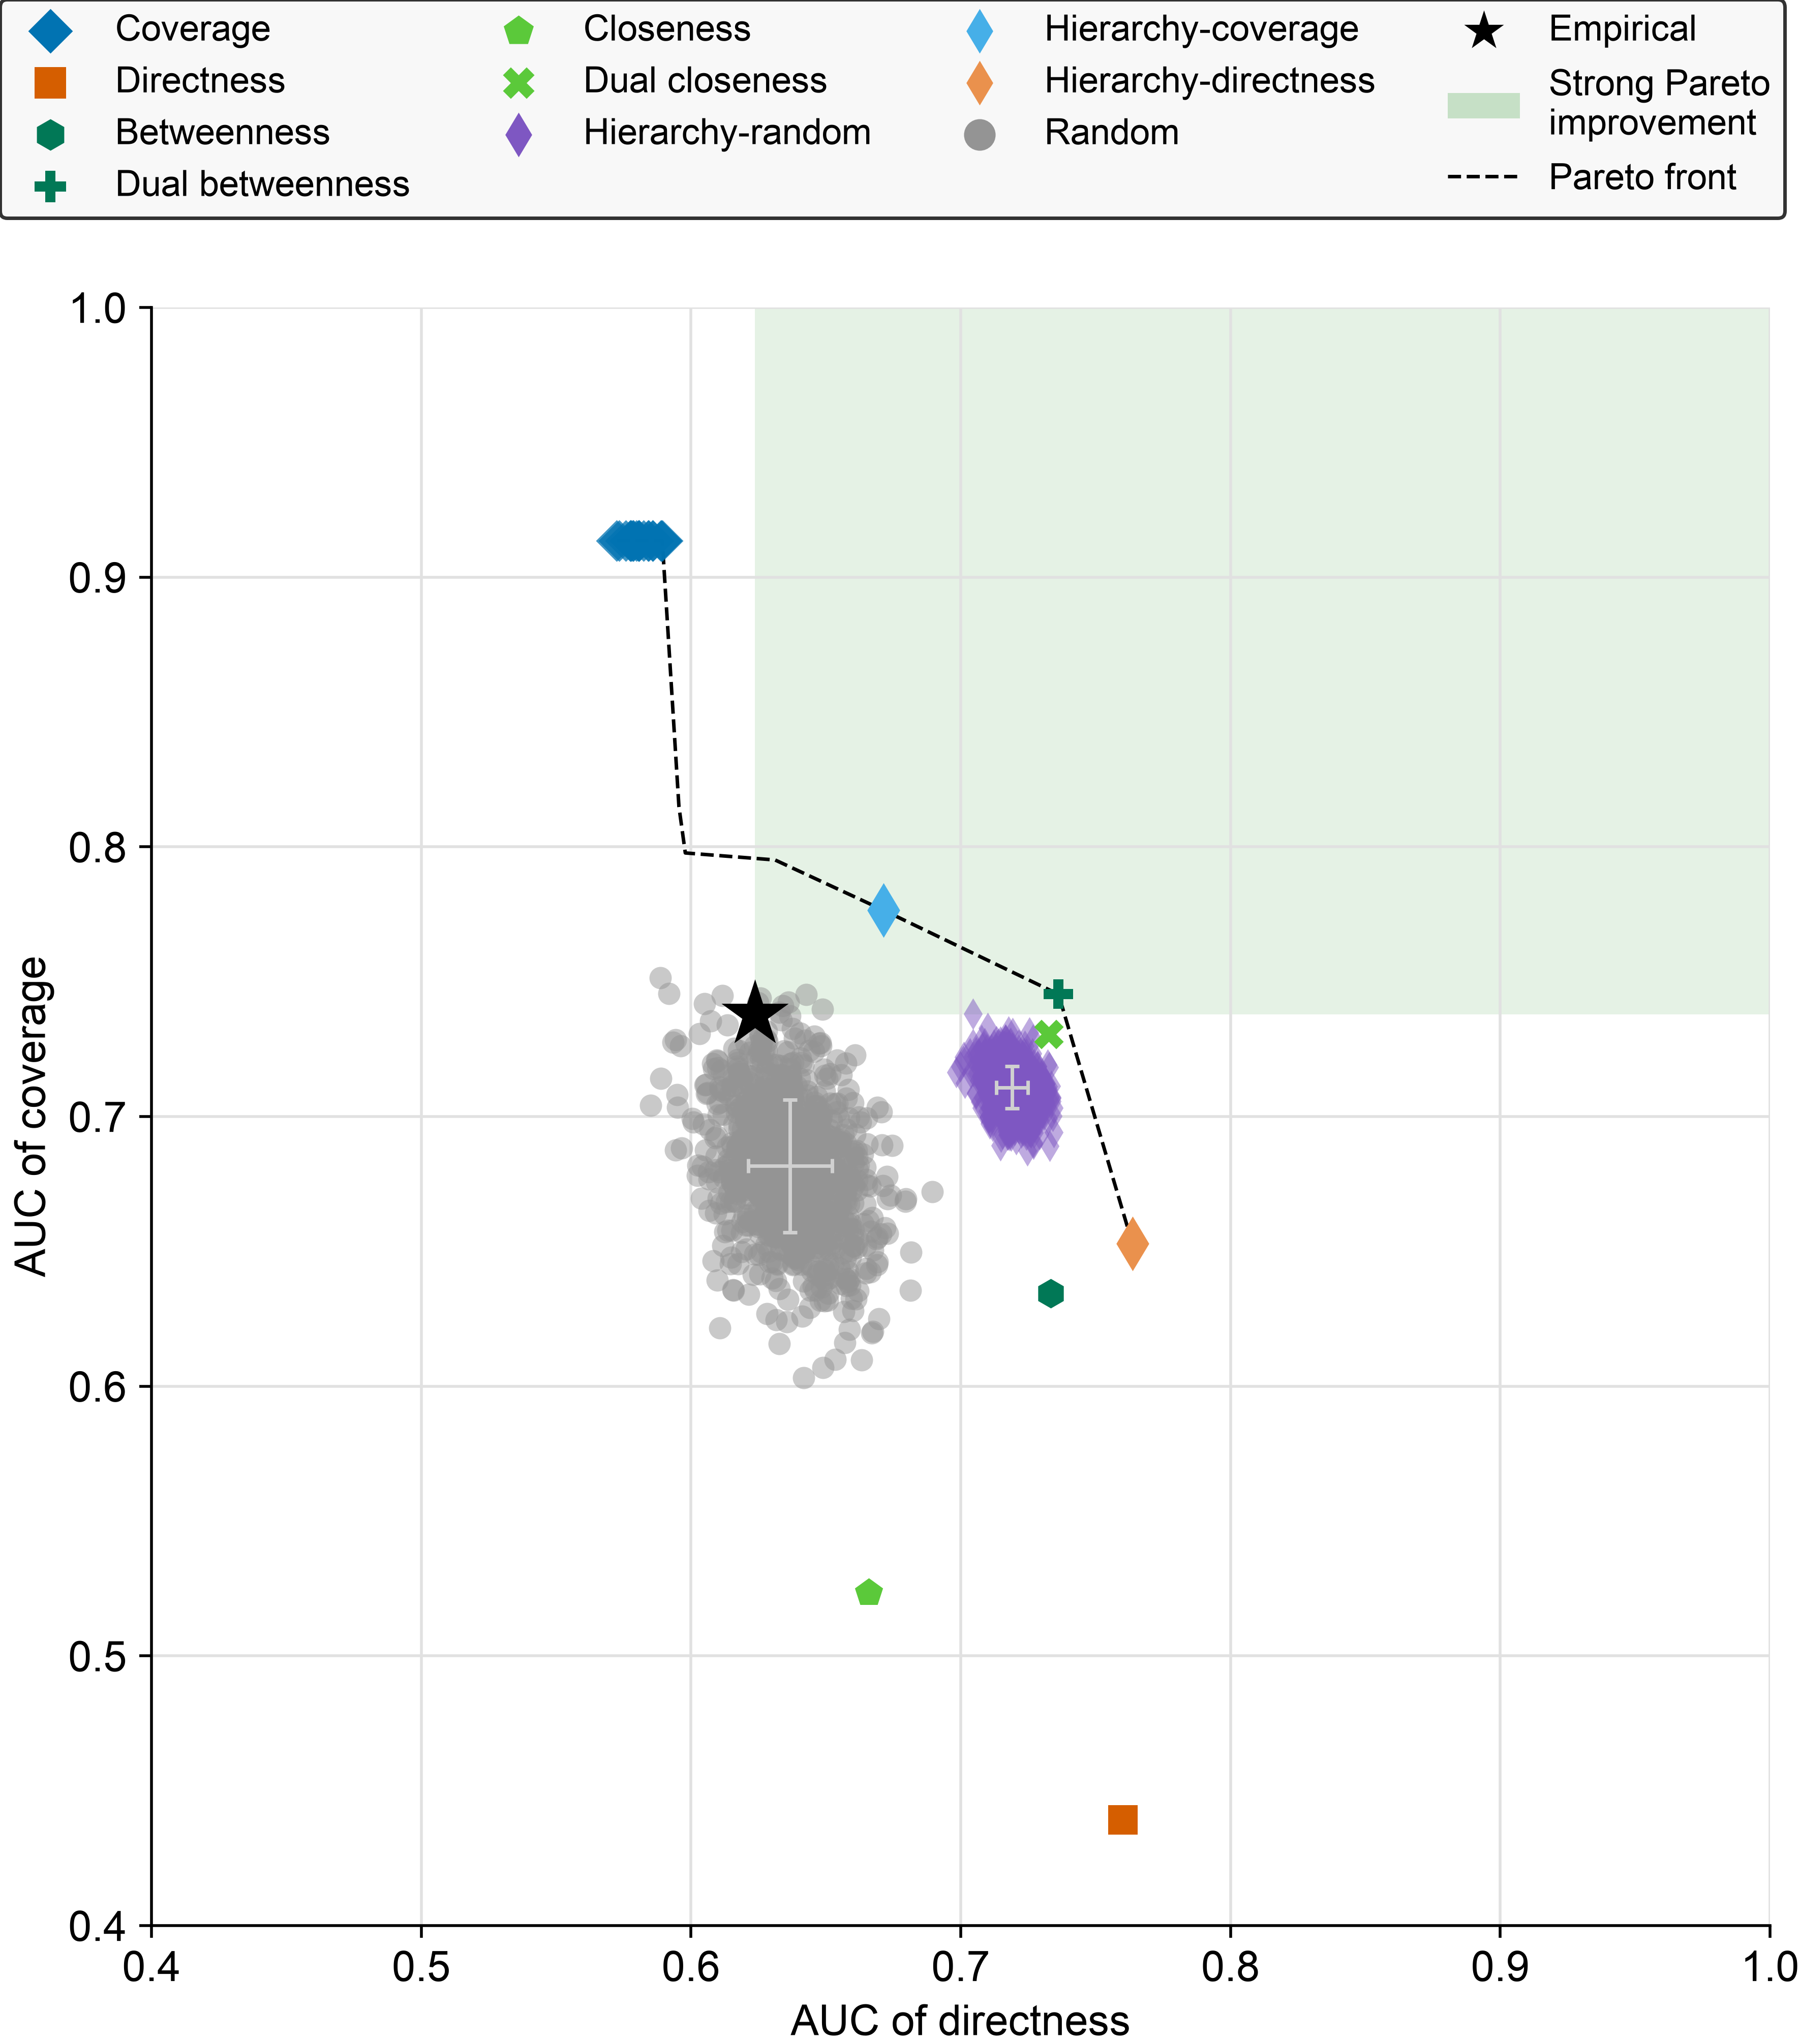 Coverage
Directness
Betweenness
Dual betweenness
Closeness
Dual closeness
Hierarchy-random
Hierarchy-coverage
Hierarchy-directness
Random
Empirical
Strong Pareto
improvement
Pareto front
1.0
0.9
0.8
0.7
0.6
0.5
0.4
AUC of coverage
0.4
0.5
0.6
0.7
0.8
0.9
1.0
AUC of directness